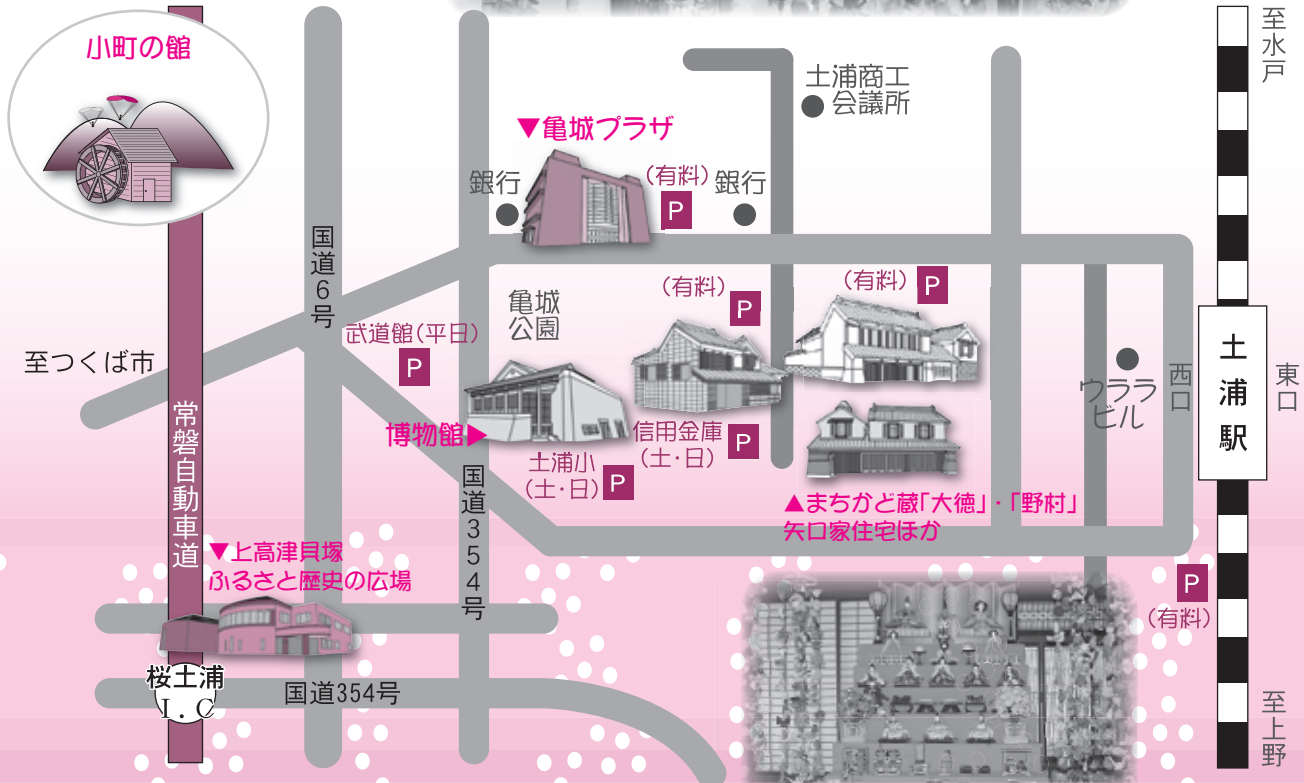 小町の館
至水戸
土浦商工
会議所
▼亀城プラザ
(有料)
P
銀行
銀行
国道6号
亀城
公園
(有料)
P
(有料)
P
武道館(平日)
P
至つくば市
常磐自動車道
博物館▶
土浦小
(土・日)
P
信用金庫
(土・日)
P
国道354号
ウララ
ビル
西口
土浦駅
東口
▲まちかど蔵「大徳」・「野村」
矢口家住宅ほか
▼上高津貝塚
ふるさと歴史の広場
P
(有料)
桜土浦
I.C
国道354号
至上野